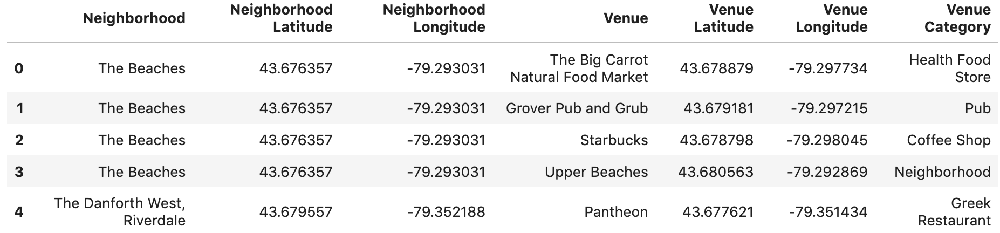 Neighborhood Neighborhood Latitude Neighborhood Longitude Venue Venue Latitude Venue Longitude Venue Category
0 The Beaches 43.676357 -79.293031 The Big Carrot Natural Food Market 43.678879 -79.297734 Health Food Store
1 The Beaches 43.676357 -79.293031 Grover Pub and Grub 43.679181 -79.297215 Pub
2 The Beaches 43.676357 -79.293031 Starbucks 43.678798 -79.298045 Coffee Shop
3 The Beaches 43.676357 -79.293031 Upper Beaches 43.680563 -79.292869 Neighborhood
4 The Danforth West, Riverdale 43.679557 -79.352188 Pantheon 43.677621 -79.351434 Greek Restaurant